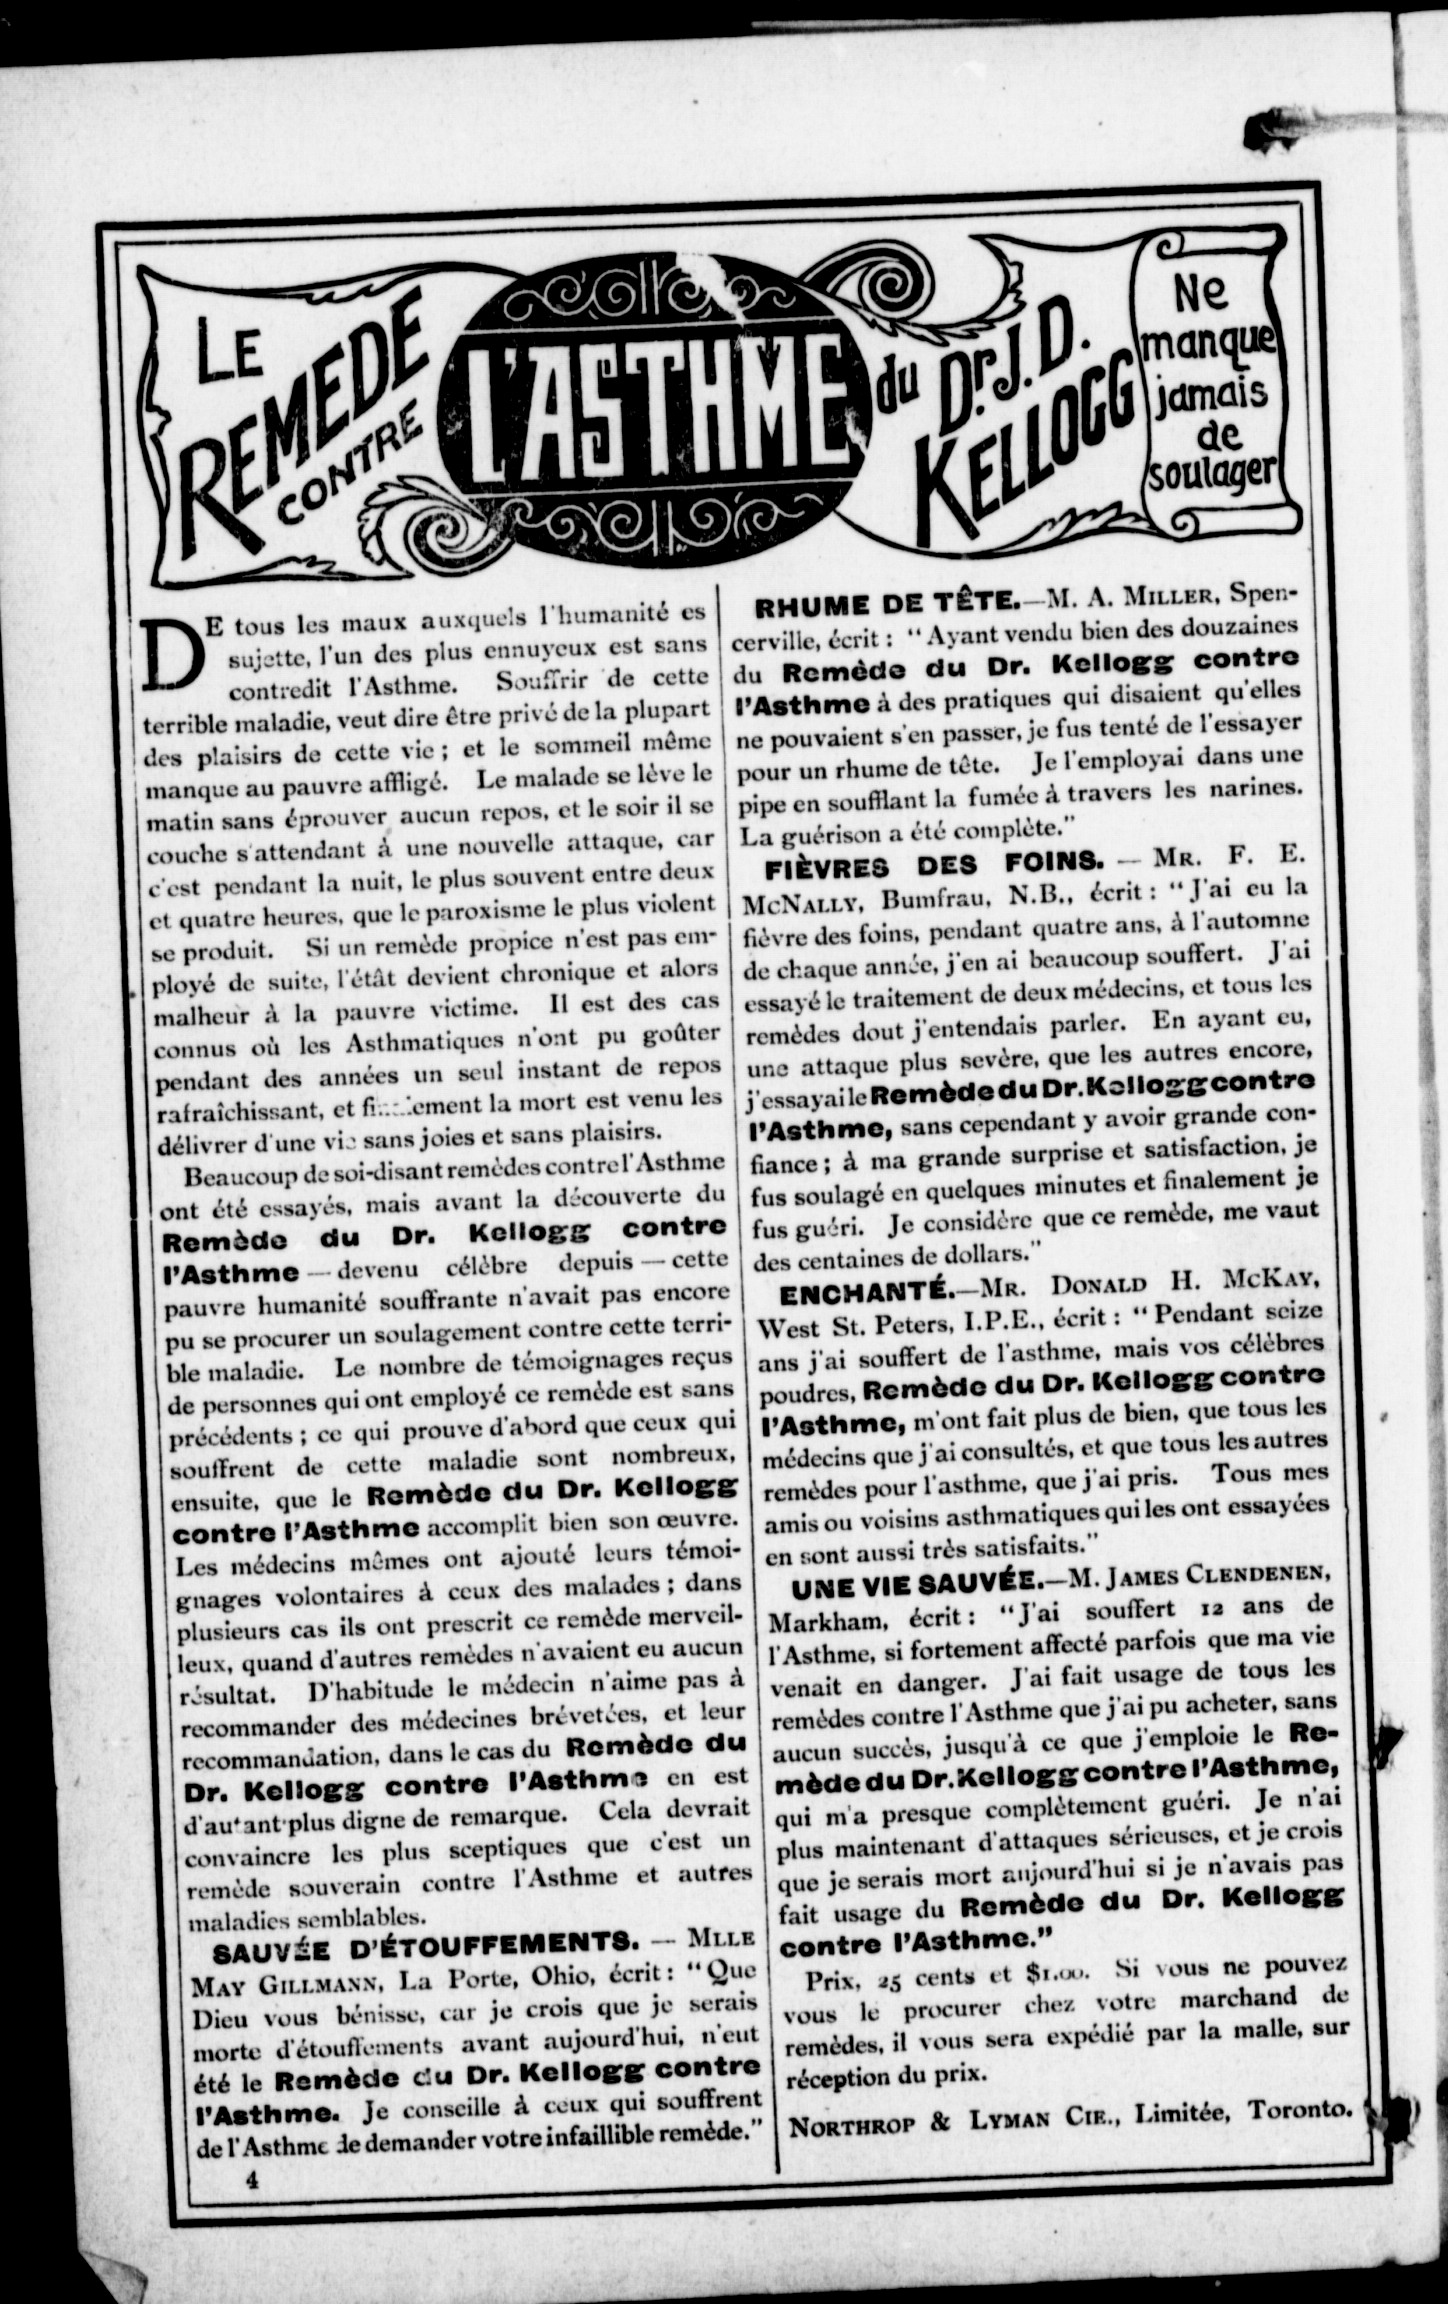 LE
REMEDE
CONTRE
L'ASTHME
du Dr. J. D.
KELLOGG
Ne
manque
jamais
de
soulager
DE tous les maux auxquels l'humanité es
sujette, l'un des plus ennuyeux est sans
contredit l'Asthme. Souffrir de cette
terrible maladie, veut dire être privé de la plupart
des plaisirs de cette vie ; et le sommeil même
manque au pauvre affligé. Le malade se lève le
matin sans éprouver aucun repos, et le soir il se
couche s'attendant à une nouvelle attaque, car
c'est pendant la nuit, le plus souvent entre deux
et quatre heures, que le paroxisme le plus violent
se produit. Si un remède propice n'est pas em-
ployé de suite, l'étât devient chronique et alors
malheur à la pauvre victime. Il est des cas
connus où les Asthmatiques n'ont pu goûter
pendant des années un seul instant de repos
rafraîchissant, et finalement la mort est venu les
délivrer d'une vie sans joies et sans plaisirs.
Beaucoup de soi-disant remèdes contre l'Asthme
ont été essayés, mais avant la découverte du
Remède du Dr. Kellogg contre
l'Asthme — devenu célèbre depuis — cette
pauvre humanité souffrante n'avait pas encore
pu se procurer un soulagement contre cette terri-
ble maladie. Le nombre de témoignages reçus
de personnes qui ont employé ce remède est sans
précédents ; ce qui prouve d'abord que ceux qui
souffrent de cette maladie sont nombreux,
ensuite, que le Remède du Dr. Kellogg
contre l'Asthme accomplit bien son œuvre.
Les médecins mêmes ont ajouté leurs témoi-
gnages volontaires à ceux des malades ; dans
plusieurs cas ils ont prescrit ce remède merveil-
leux, quand d'autres remèdes n'avaient eu aucun
résultat. D'habitude le médecin n'aime pas à
recommander des médecines brévetées, et leur
recommandation, dans le cas du Remède du
Dr. Kellogg contre l'Asthme en est
d'autant plus digne de remarque. Cela devrait
convaincre les plus sceptiques que c'est un
remède souverain contre l'Asthme et autres
maladies semblables.
SAUVÉE D'ÉTOUFFEMENTS. — MLLE
MAY GILLMANN, La Porte, Ohio, écrit : "Que
Dieu vous bénisse, car je crois que je serais
morte d'étouffements avant aujourd'hui, n'eut
été le Remède du Dr. Kellogg contre
l'Asthme. Je conseille à ceux qui souffrent
de l'Asthme de demander votre infaillible remède."
4
RHUME DE TÊTE.—M. A. MILLER, Spen-
cerville, écrit : "Ayant vendu bien des douzaines
du Remède du Dr. Kellogg contre
l'Asthme à des pratiques qui disaient qu'elles
ne pouvaient s'en passer, je fus tenté de l'essayer
pour un rhume de tête. Je l'employai dans une
pipe en soufflant la fumée à travers les narines.
La guérison a été complète."
FIÈVRES DES FOINS. — MR. F. E.
MCNALLY, Bumfrau, N.B., écrit : "J'ai eu la
fièvre des foins, pendant quatre ans, à l'automne
de chaque année, j'en ai beaucoup souffert. J'ai
essayé le traitement de deux médecins, et tous les
remèdes dout j'entendais parler. En ayant eu,
une attaque plus sevère, que les autres encore,
j'essayai le Remède du Dr. Kellogg contre
l'Asthme, sans cependant y avoir grande con-
fiance ; à ma grande surprise et satisfaction, je
fus soulagé en quelques minutes et finalement je
fus guéri. Je considère que ce remède, me vaut
des centaines de dollars."
ENCHANTÉ.—MR. DONALD H. MCKAY,
West St. Peters, I.P.E., écrit : "Pendant seize
ans j'ai souffert de l'asthme, mais vos célèbres
poudres, Remède du Dr. Kellogg contre
l'Asthme, m'ont fait plus de bien, que tous les
médecins que j'ai consultés, et que tous les autres
remèdes pour l'asthme, que j'ai pris. Tous mes
amis ou voisins asthmatiques qui les ont essayées
en sont aussi très satisfaits."
UNE VIE SAUVÉE.—M. JAMES CLENDENEN,
Markham, écrit : "J'ai souffert 12 ans de
l'Asthme, si fortement affecté parfois que ma vie
venait en danger. J'ai fait usage de tous les
remèdes contre l'Asthme que j'ai pu acheter, sans
aucun succès, jusqu'à ce que j'emploie le Re-
mède du Dr. Kellogg contre l'Asthme,
qui m'a presque complètement guéri. Je n'ai
plus maintenant d'attaques sérieuses, et je crois
que je serais mort aujourd'hui si je n'avais pas
fait usage du Remède du Dr. Kellogg
contre l'Asthme."
Prix, 25 cents et $1.00. Si vous ne pouvez
vous le procurer chez votre marchand de
remèdes, il vous sera expédié par la malle, sur
réception du prix.
NORTHROP & LYMAN CIE., Limitée, Toronto.